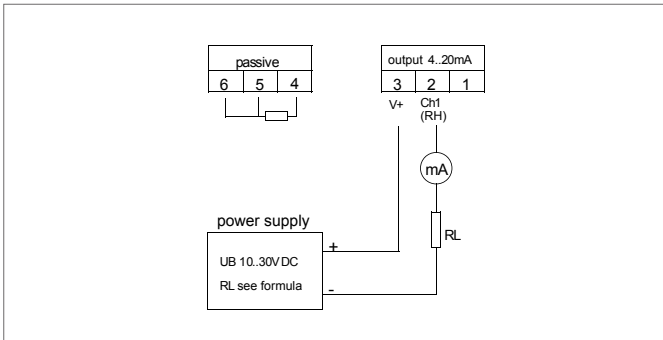 passive
output 4..20mA
6 5 4
3 2 1
V+ Ch1
(RH)
mA
power supply
RL
+
UB 10..30VDC
RL see formula
-